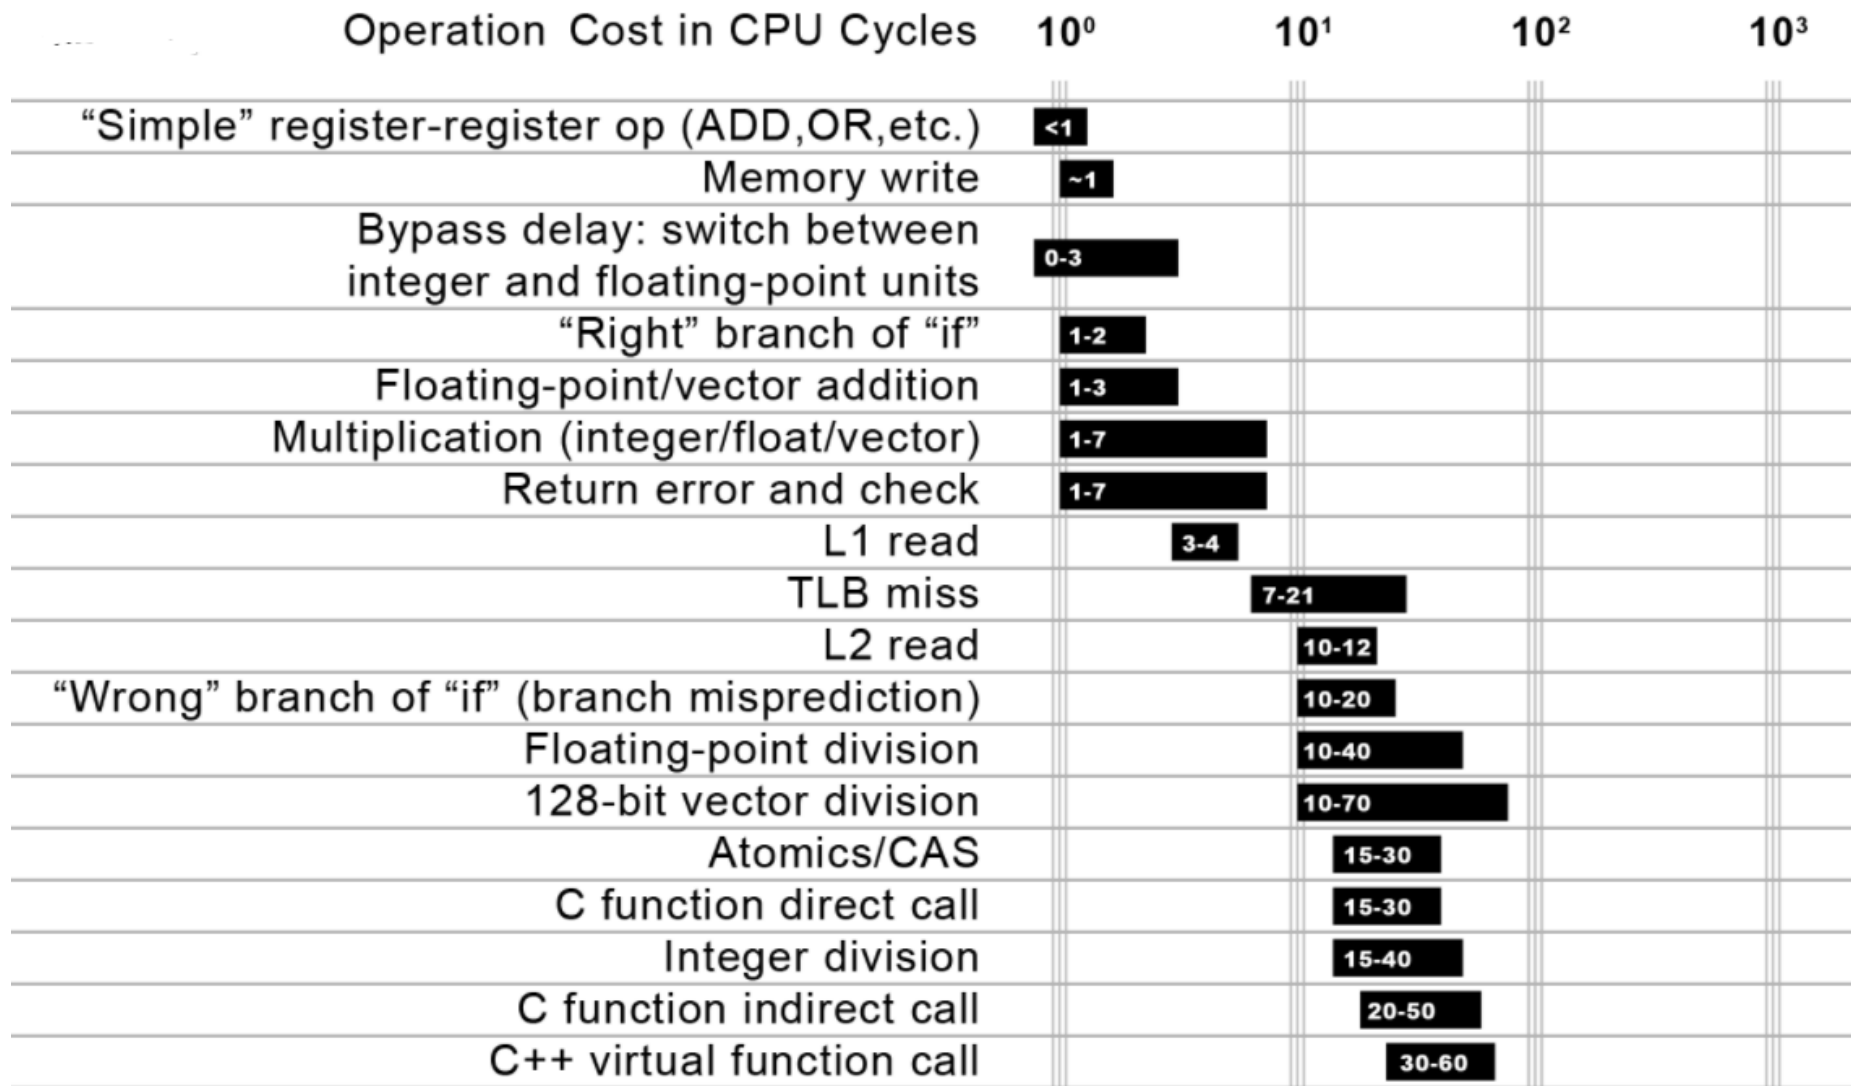 Operation Cost in CPU Cycles 10⁰ 10¹ 10² 10³
“Simple” register-register op (ADD,OR,etc.) <1
Memory write ~1
Bypass delay: switch between
integer and floating-point units 0-3
“Right” branch of “if” 1-2
Floating-point/vector addition 1-3
Multiplication (integer/float/vector) 1-7
Return error and check 1-7
L1 read 3-4
TLB miss 7-21
L2 read 10-12
“Wrong” branch of “if” (branch misprediction) 10-20
Floating-point division 10-40
128-bit vector division 10-70
Atomics/CAS 15-30
C function direct call 15-30
Integer division 15-40
C function indirect call 20-50
C++ virtual function call 30-60